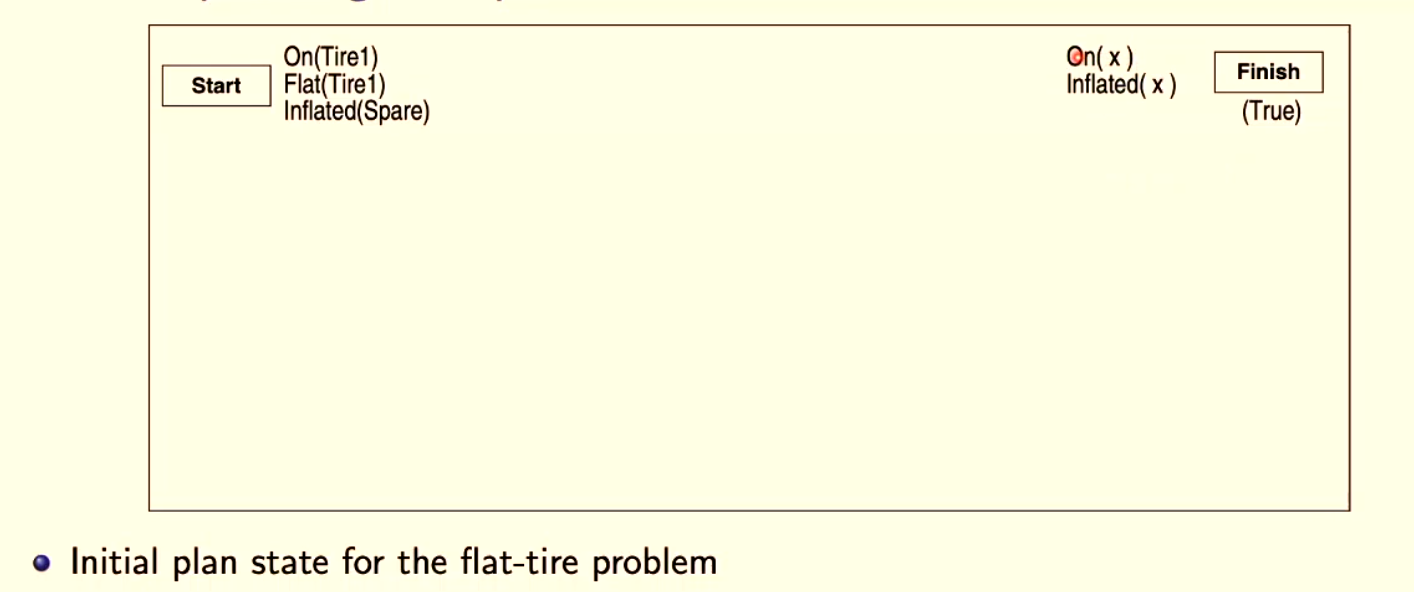 Start
On(Tire1)
Flat(Tire1)
Inflated(Spare)
On( x )
Inflated( x )
Finish
(True)
Initial plan state for the flat-tire problem